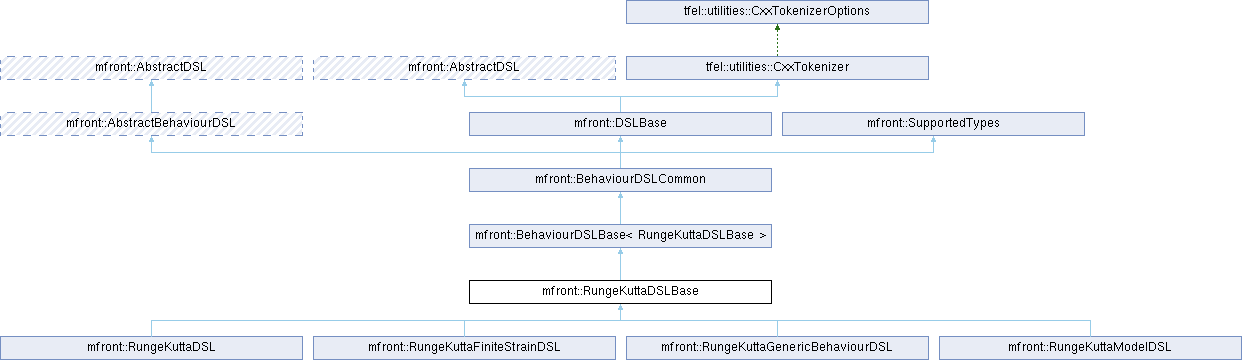 tfel::utilities::CxxTokenizerOptions
mfront::AbstractDSL
mfront::AbstractDSL
tfel::utilities::CxxTokenizer
mfront::AbstractBehaviourDSL
mfront::DSLBase
mfront::SupportedTypes
mfront::BehaviourDSLCommon
mfront::BehaviourDSLBase< RungeKuttaDSLBase >
mfront::RungeKuttaDSLBase
mfront::RungeKuttaDSL
mfront::RungeKuttaFiniteStrainDSL
mfront::RungeKuttaGenericBehaviourDSL
mfront::RungeKuttaModelDSL